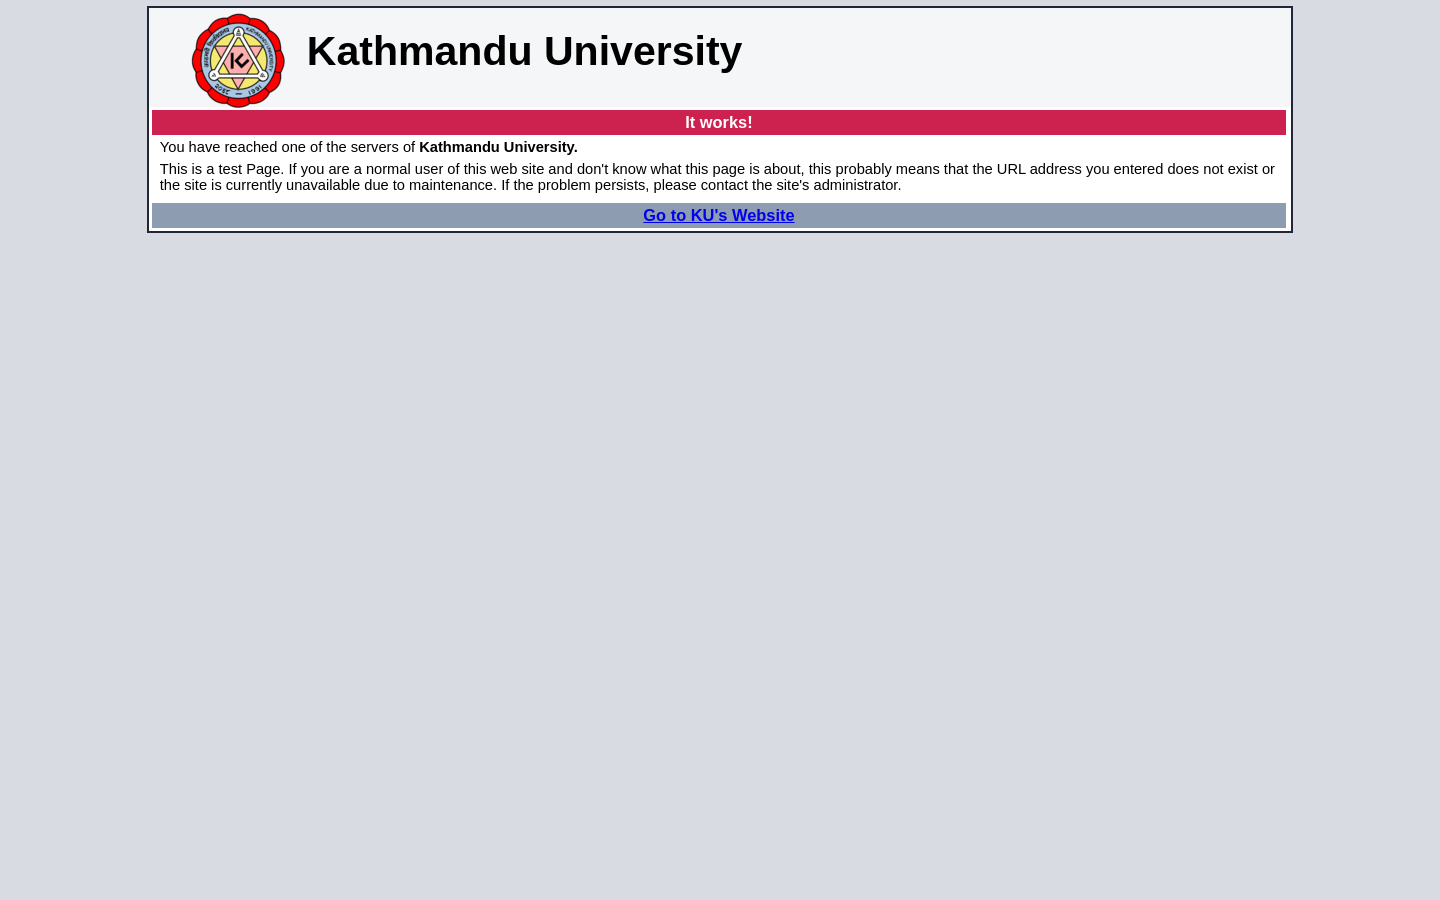 Kathmandu University
It works!
You have reached one of the servers of Kathmandu University.
This is a test Page. If you are a normal user of this web site and don't know what this page is about, this probably means that the URL address you entered does not exist or
the site is currently unavailable due to maintenance. If the problem persists, please contact the site's administrator.
Go to KU's Website